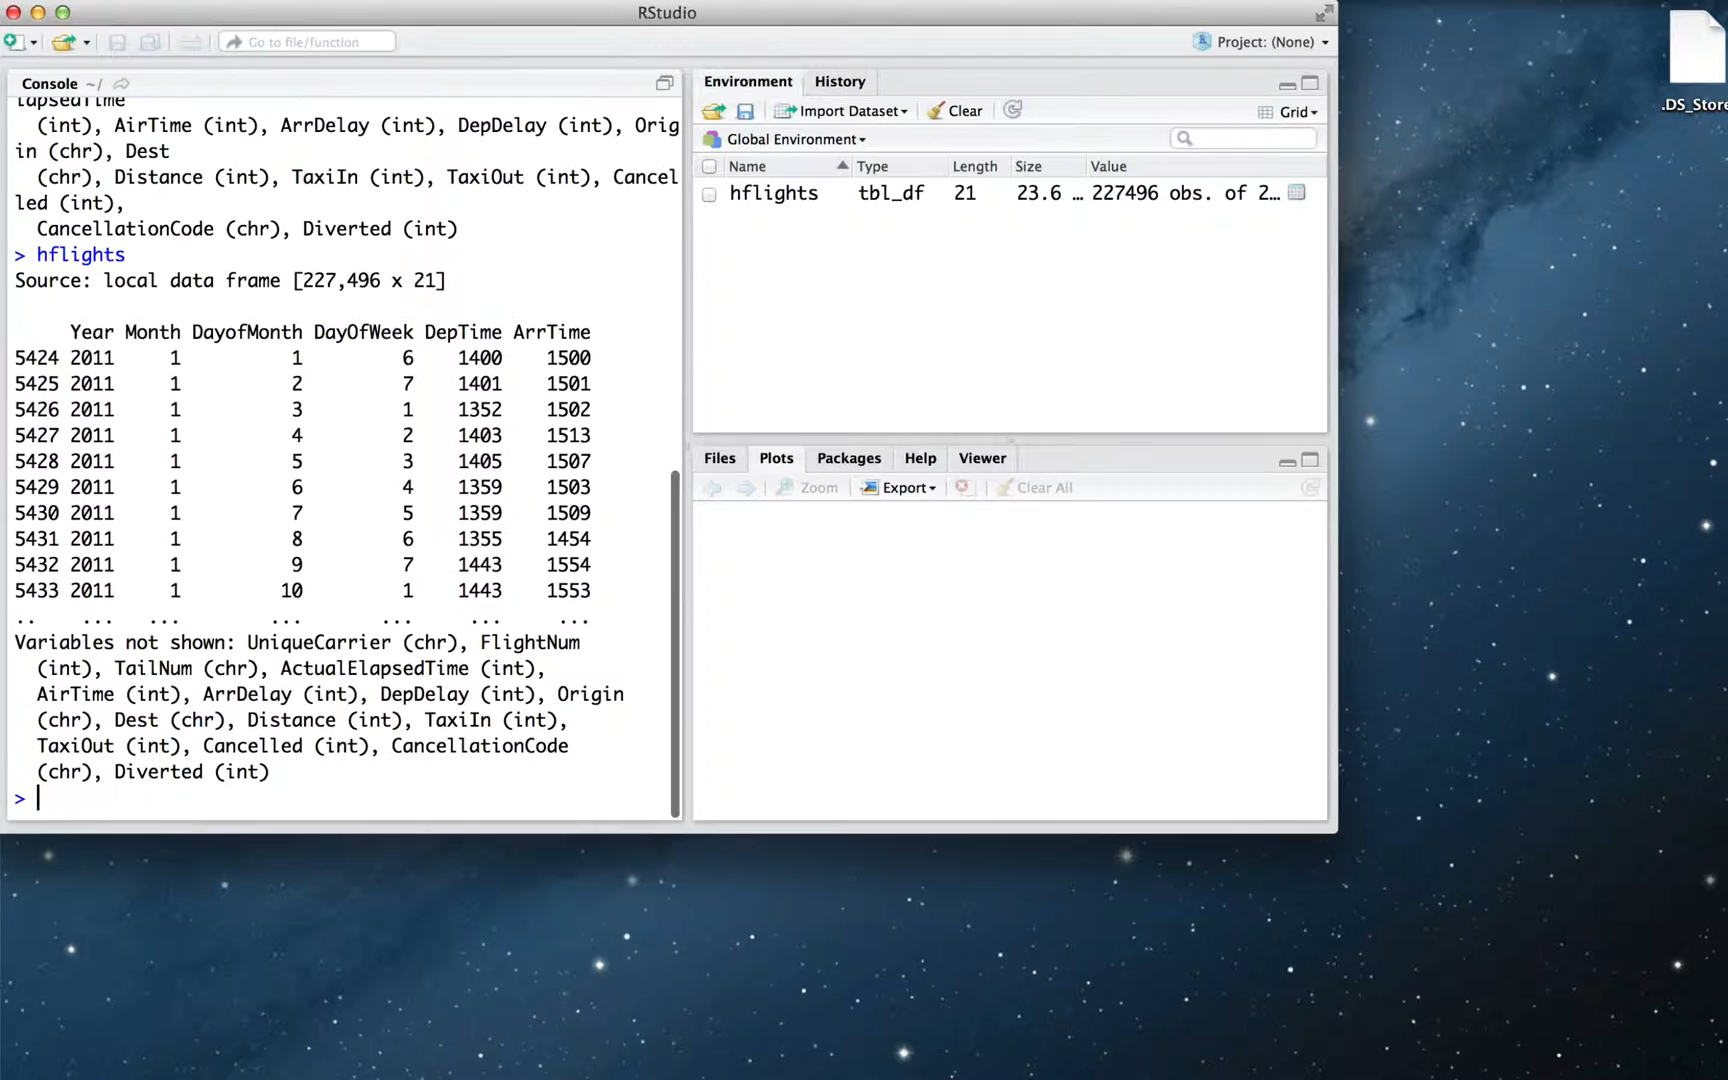 RStudio
Go to file/function
Project: (None)
.DS_Store
Console ~/
lapsedTime
(int), AirTime (int), ArrDelay (int), DepDelay (int), Orig
in (chr), Dest
(chr), Distance (int), TaxiIn (int), TaxiOut (int), Cancel
led (int),
CancellationCode (chr), Diverted (int)
> hflights
Source: local data frame [227,496 x 21]
Year Month DayofMonth DayOfWeek DepTime ArrTime
5424 2011 1 1 6 1400 1500
5425 2011 1 2 7 1401 1501
5426 2011 1 3 1 1352 1502
5427 2011 1 4 2 1403 1513
5428 2011 1 5 3 1405 1507
5429 2011 1 6 4 1359 1503
5430 2011 1 7 5 1359 1509
5431 2011 1 8 6 1355 1454
5432 2011 1 9 7 1443 1554
5433 2011 1 10 1 1443 1553
.. ... ... ... ... ... ...
Variables not shown: UniqueCarrier (chr), FlightNum
(int), TailNum (chr), ActualElapsedTime (int),
AirTime (int), ArrDelay (int), DepDelay (int), Origin
(chr), Dest (chr), Distance (int), TaxiIn (int),
TaxiOut (int), Cancelled (int), CancellationCode
(chr), Diverted (int)
>
Environment History
Import Dataset Clear Grid
Global Environment
Name Type Length Size Value
hflights tbl_df 21 23.6 ... 227496 obs. of 2...
Files Plots Packages Help Viewer
Zoom Export Clear All